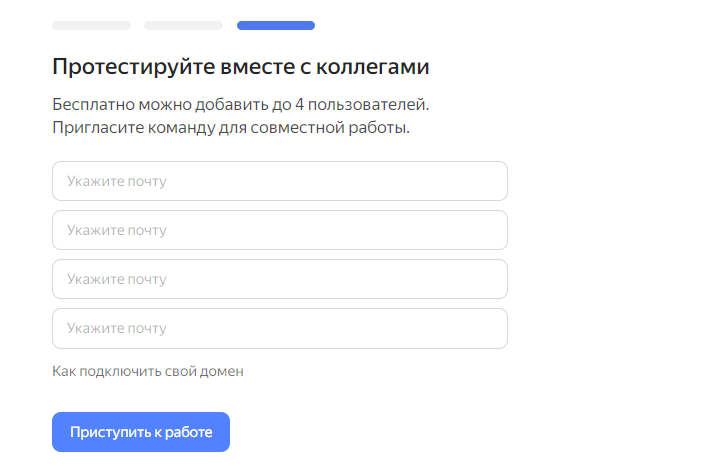 Протестируйте вместе с коллегами
Бесплатно можно добавить до 4 пользователей.
Пригласите команду для совместной работы.
Укажите почту
Укажите почту
Укажите почту
Укажите почту
Как подключить свой домен
Приступить к работе